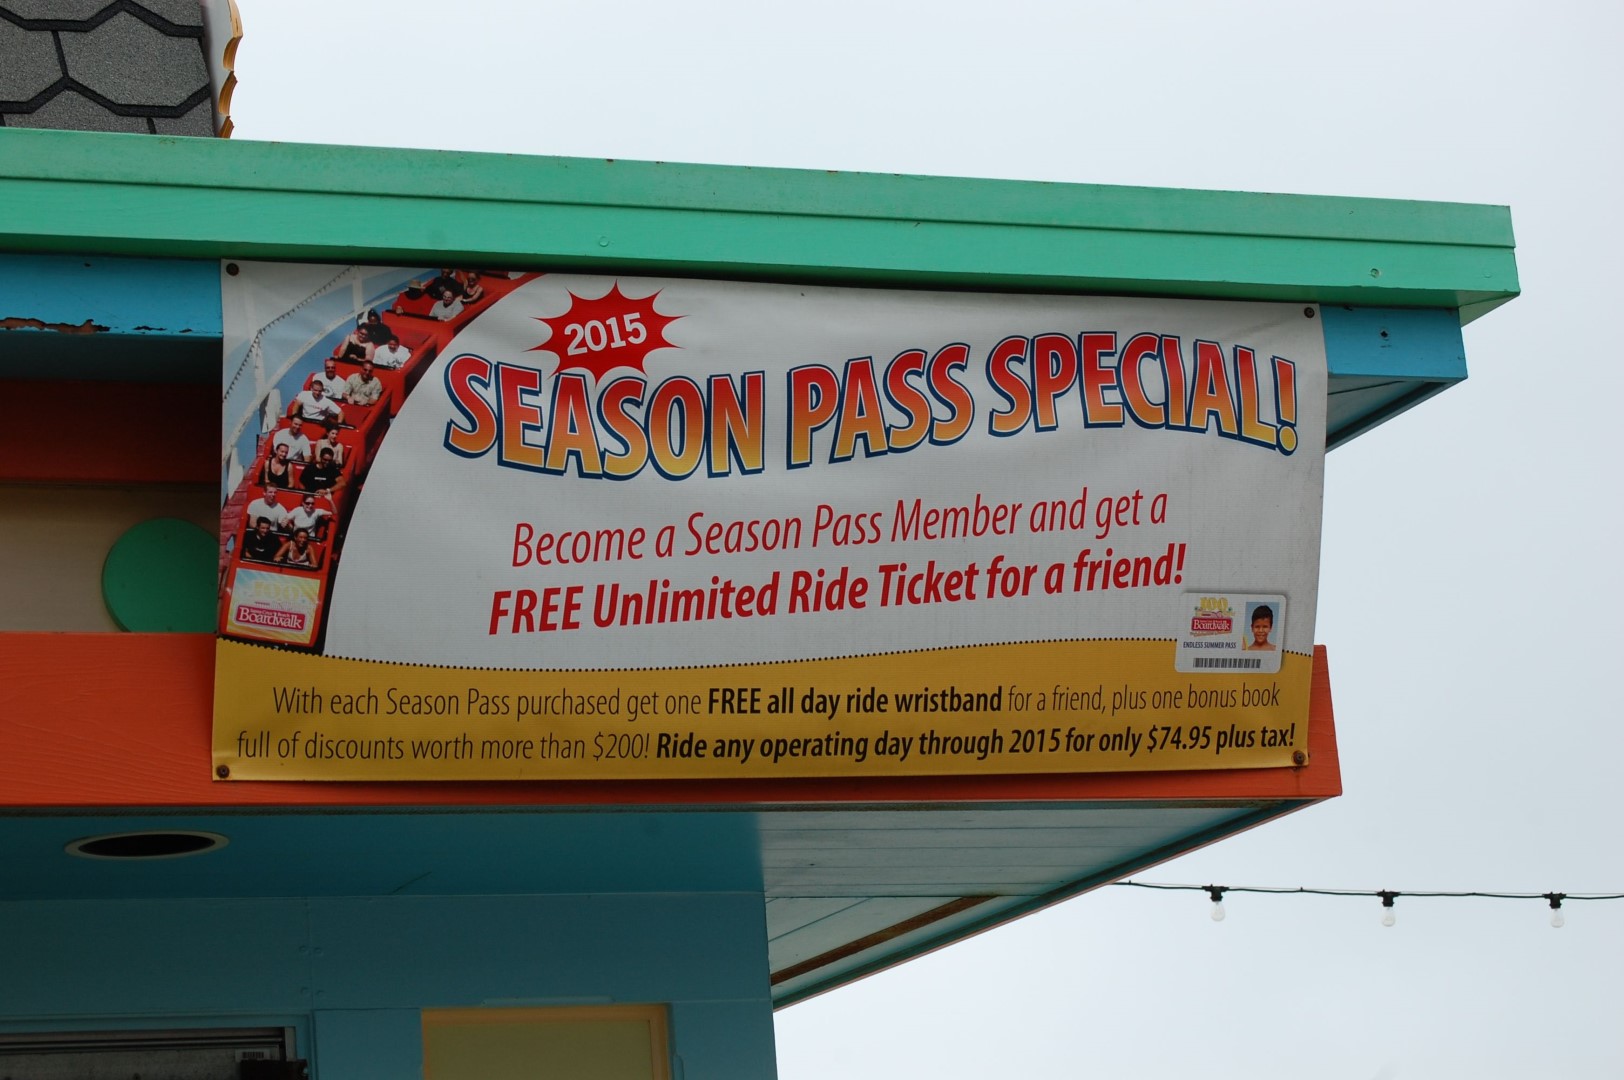 2015
SEASON PASS SPECIAL!
Become a Season Pass Member and get a
FREE Unlimited Ride Ticket for a friend!
100
Boardwalk
100
Boardwalk
ENDLESS SUMMER PASS
With each Season Pass purchased get one FREE all day ride wristband for a friend, plus one bonus book
full of discounts worth more than $200! Ride any operating day through 2015 for only $74.95 plus tax!